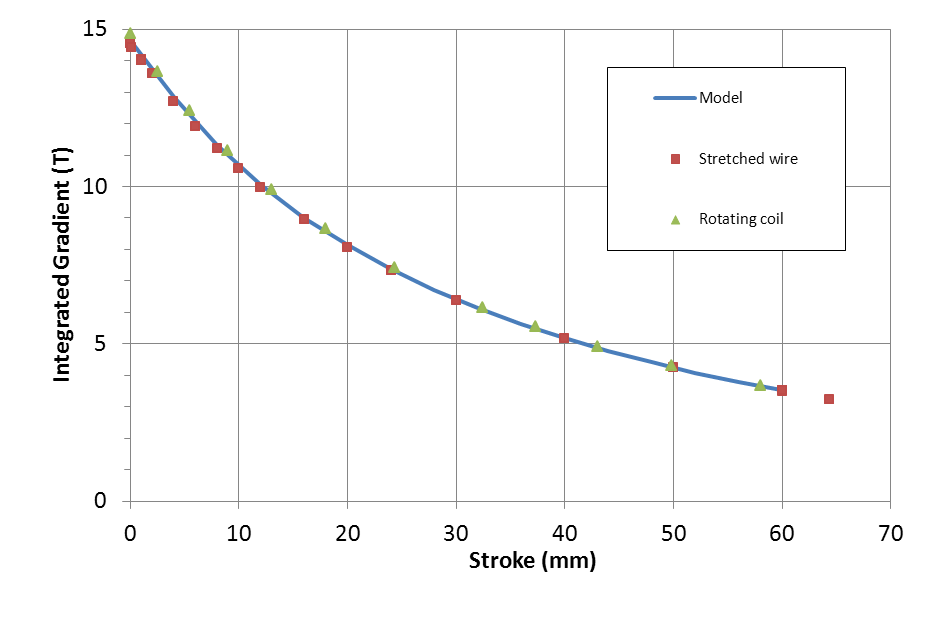 15
10
5
0
Integrated Gradient (T)
Model
Stretched wire
Rotating coil
0 10 20 30 40 50 60 70
Stroke (mm)